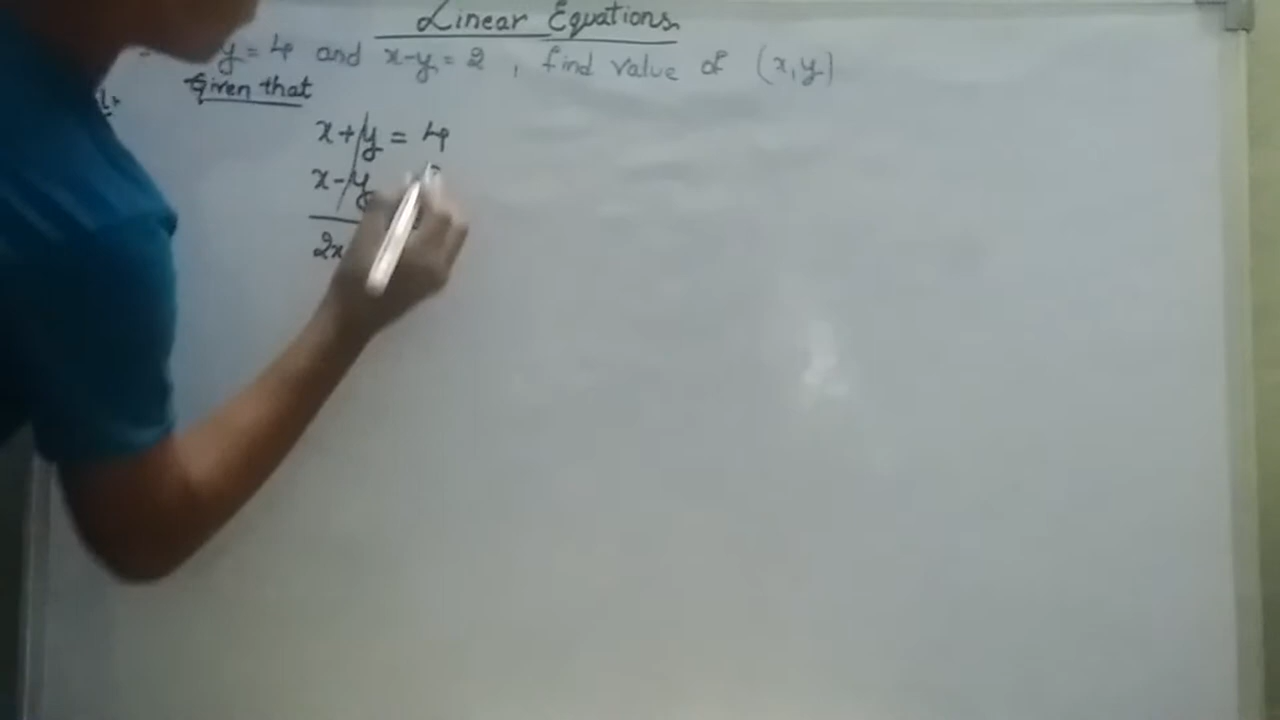 Linear Equations
y = 4 and x-y = 2 , find value of (x,y)
Given that
x+y = 4
x-y
2x